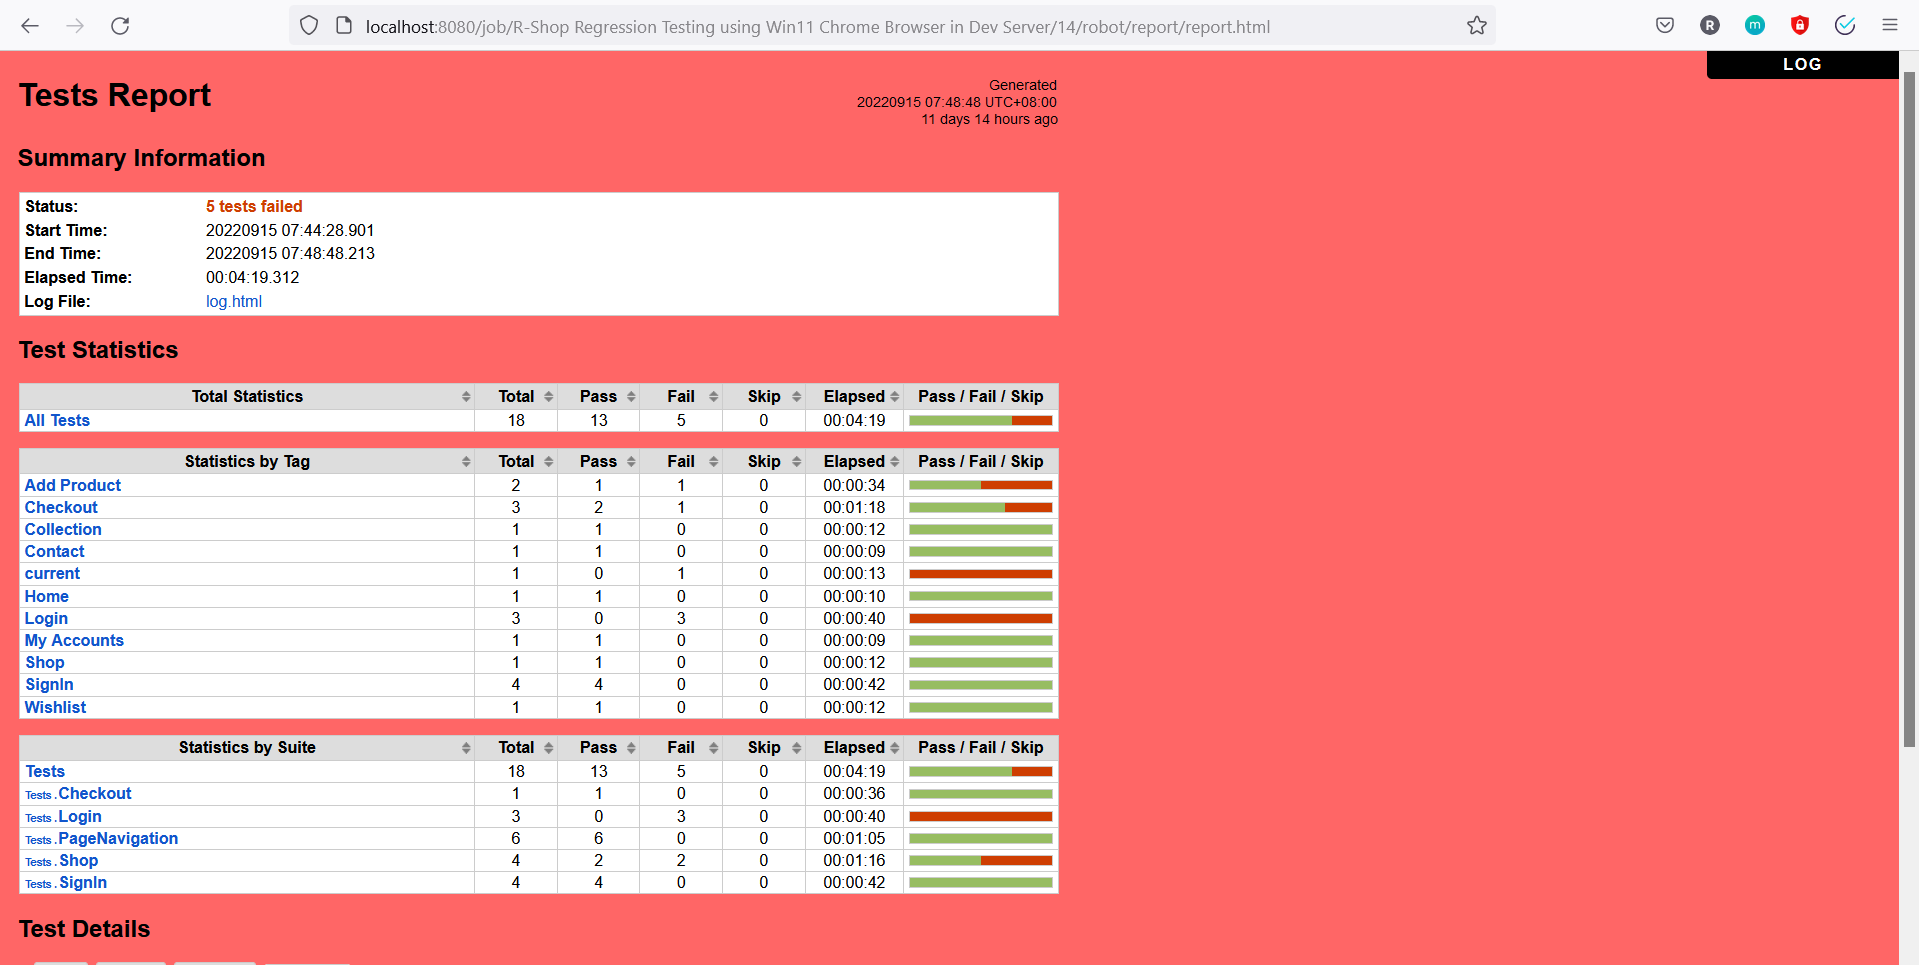 localhost:8080/job/R-Shop Regression Testing using Win11 Chrome Browser in Dev Server/14/robot/report/report.html
R
m
LOG
Tests Report
Generated
20220915 07:48:48 UTC+08:00
11 days 14 hours ago
Summary Information
Status: 5 tests failed
Start Time: 20220915 07:44:28.901
End Time: 20220915 07:48:48.213
Elapsed Time: 00:04:19.312
Log File: log.html
Test Statistics
Total Statistics Total Pass Fail Skip Elapsed Pass / Fail / Skip
All Tests 18 13 5 0 00:04:19
Statistics by Tag Total Pass Fail Skip Elapsed Pass / Fail / Skip
Add Product 2 1 1 0 00:00:34
Checkout 3 2 1 0 00:01:18
Collection 1 1 0 0 00:00:12
Contact 1 1 0 0 00:00:09
current 1 0 1 0 00:00:13
Home 1 1 0 0 00:00:10
Login 3 0 3 0 00:00:40
My Accounts 1 1 0 0 00:00:09
Shop 1 1 0 0 00:00:12
SignIn 4 4 0 0 00:00:42
Wishlist 1 1 0 0 00:00:12
Statistics by Suite Total Pass Fail Skip Elapsed Pass / Fail / Skip
Tests 18 13 5 0 00:04:19
Tests . Checkout 1 1 0 0 00:00:36
Tests . Login 3 0 3 0 00:00:40
Tests . PageNavigation 6 6 0 0 00:01:05
Tests . Shop 4 2 2 0 00:01:16
Tests . SignIn 4 4 0 0 00:00:42
Test Details